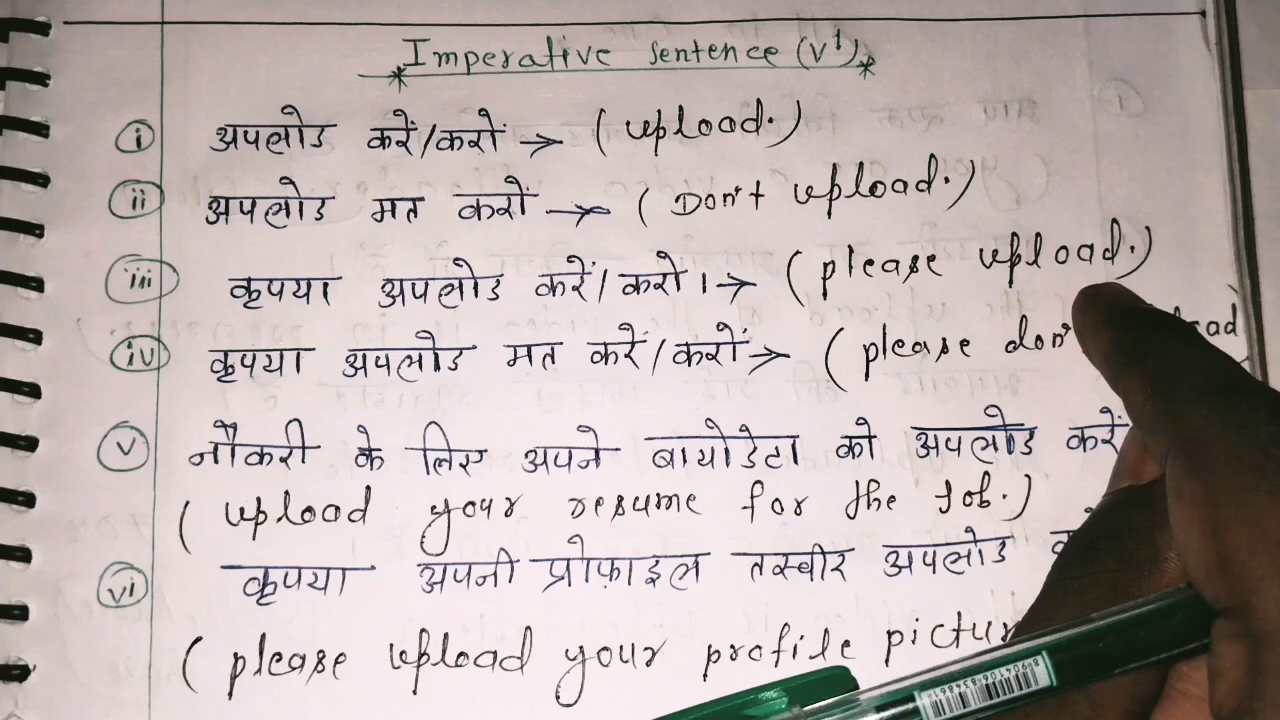 Imperative sentence (V¹)
i अपलोड करें/करों → (upload.)
ii अपलोड मत करों → (Don't upload.)
iii कृपया अपलोड करें/करो। → (please upload.)
iv कृपया अपलोड मत करें/करों → (please don't
v नौकरी के लिए अपने बायोडेटा को अपलोड करें
(upload your resume for the Job.)
vi कृपया अपनी प्रोफ़ाइल तस्वीर अपलोड
(please upload your profile
8904106834861